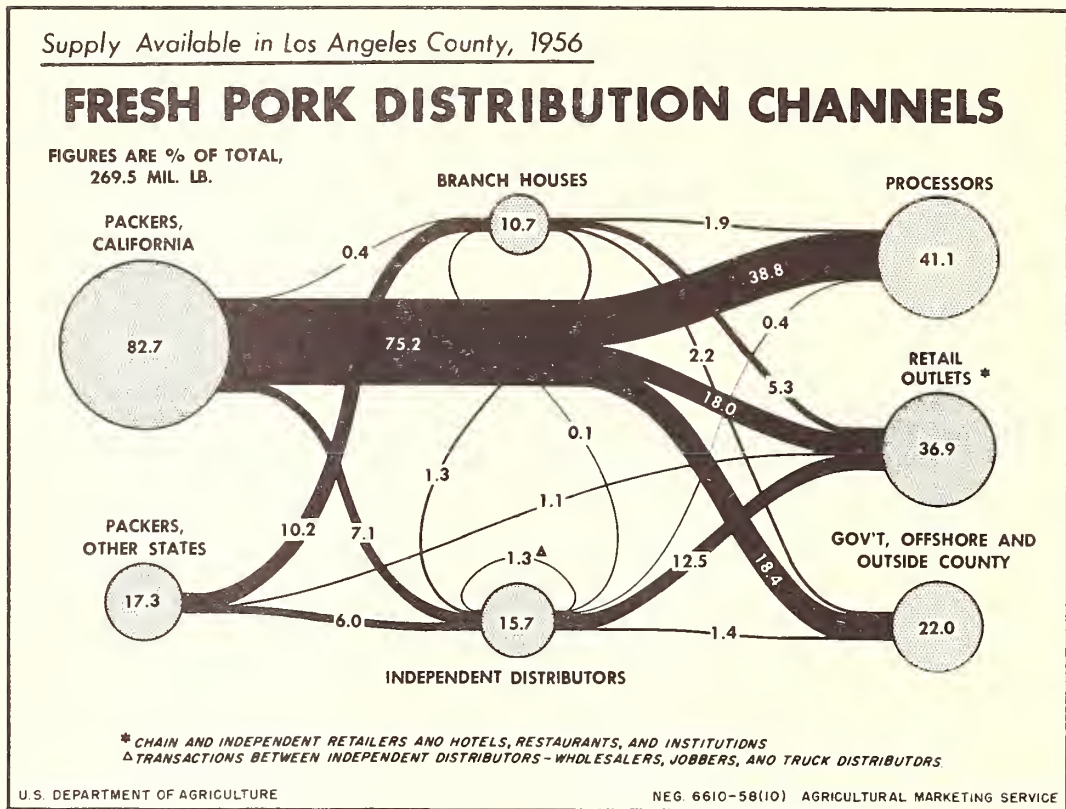 Supply Available in Los Angeles County, 1956
FRESH PORK DISTRIBUTION CHANNELS
FIGURES ARE % OF TOTAL,
269.5 MIL. LB.
BRANCH HOUSES
PROCESSORS
PACKERS,
CALIFORNIA
10.7
1.9
0.4
41.1
38.8
0.4
82.7
75.2
2.2
RETAIL
OUTLETS *
5.3
18.0
0.1
36.9
1.3
1.1
PACKERS,
OTHER STATES
10.2
7.1
GOV'T, OFFSHORE AND
OUTSIDE COUNTY
1.3 Δ
12.5
18.4
17.3
6.0
15.7
1.4
22.0
INDEPENDENT DISTRIBUTORS
* CHAIN AND INDEPENDENT RETAILERS AND HOTELS, RESTAURANTS, AND INSTITUTIONS
Δ TRANSACTIONS BETWEEN INDEPENDENT DISTRIBUTORS-WHOLESALERS, JOBBERS, AND TRUCK DISTRIBUTORS.
U.S. DEPARTMENT OF AGRICULTURE
NEG. 6610-58(10) AGRICULTURAL MARKETING SERVICE